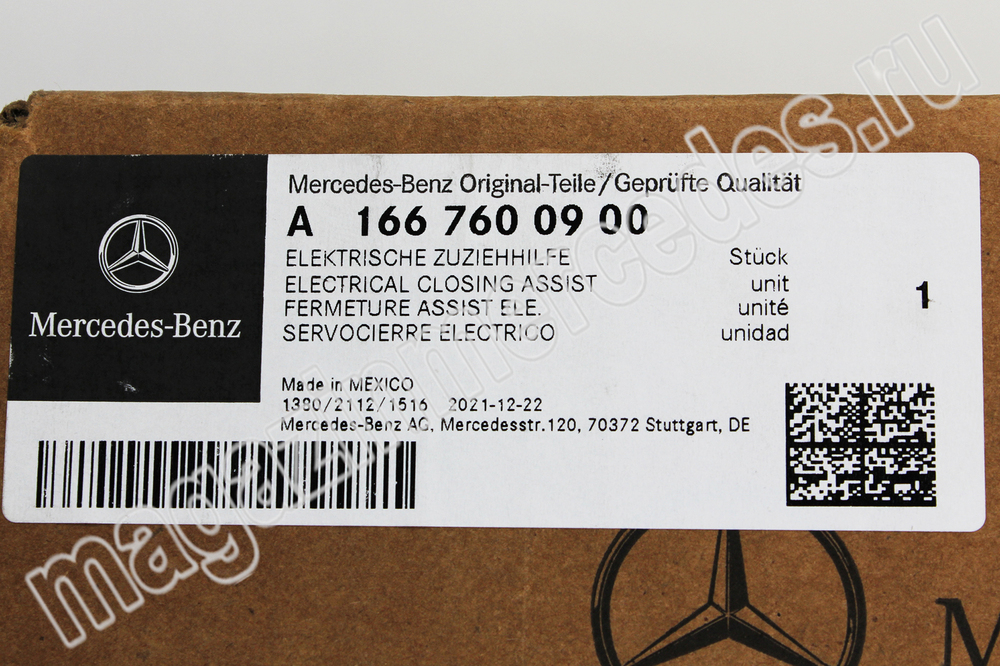 Mercedes-Benz Original-Teile/Geprüfte Qualität
A 166 760 09 00
ELEKTRISCHE ZUZIEHHILFE Stück
ELECTRICAL CLOSING ASSIST unit
FERMETURE ASSIST ELE. unité
SERVOCIERRE ELECTRICO unidad
1
Mercedes-Benz
Made in MEXICO
1380/2112/1516 2021-12-22
Mercedes-Benz AG, Mercedesstr.120, 70372 Stuttgart, DE
magazinmercedes.ru
M